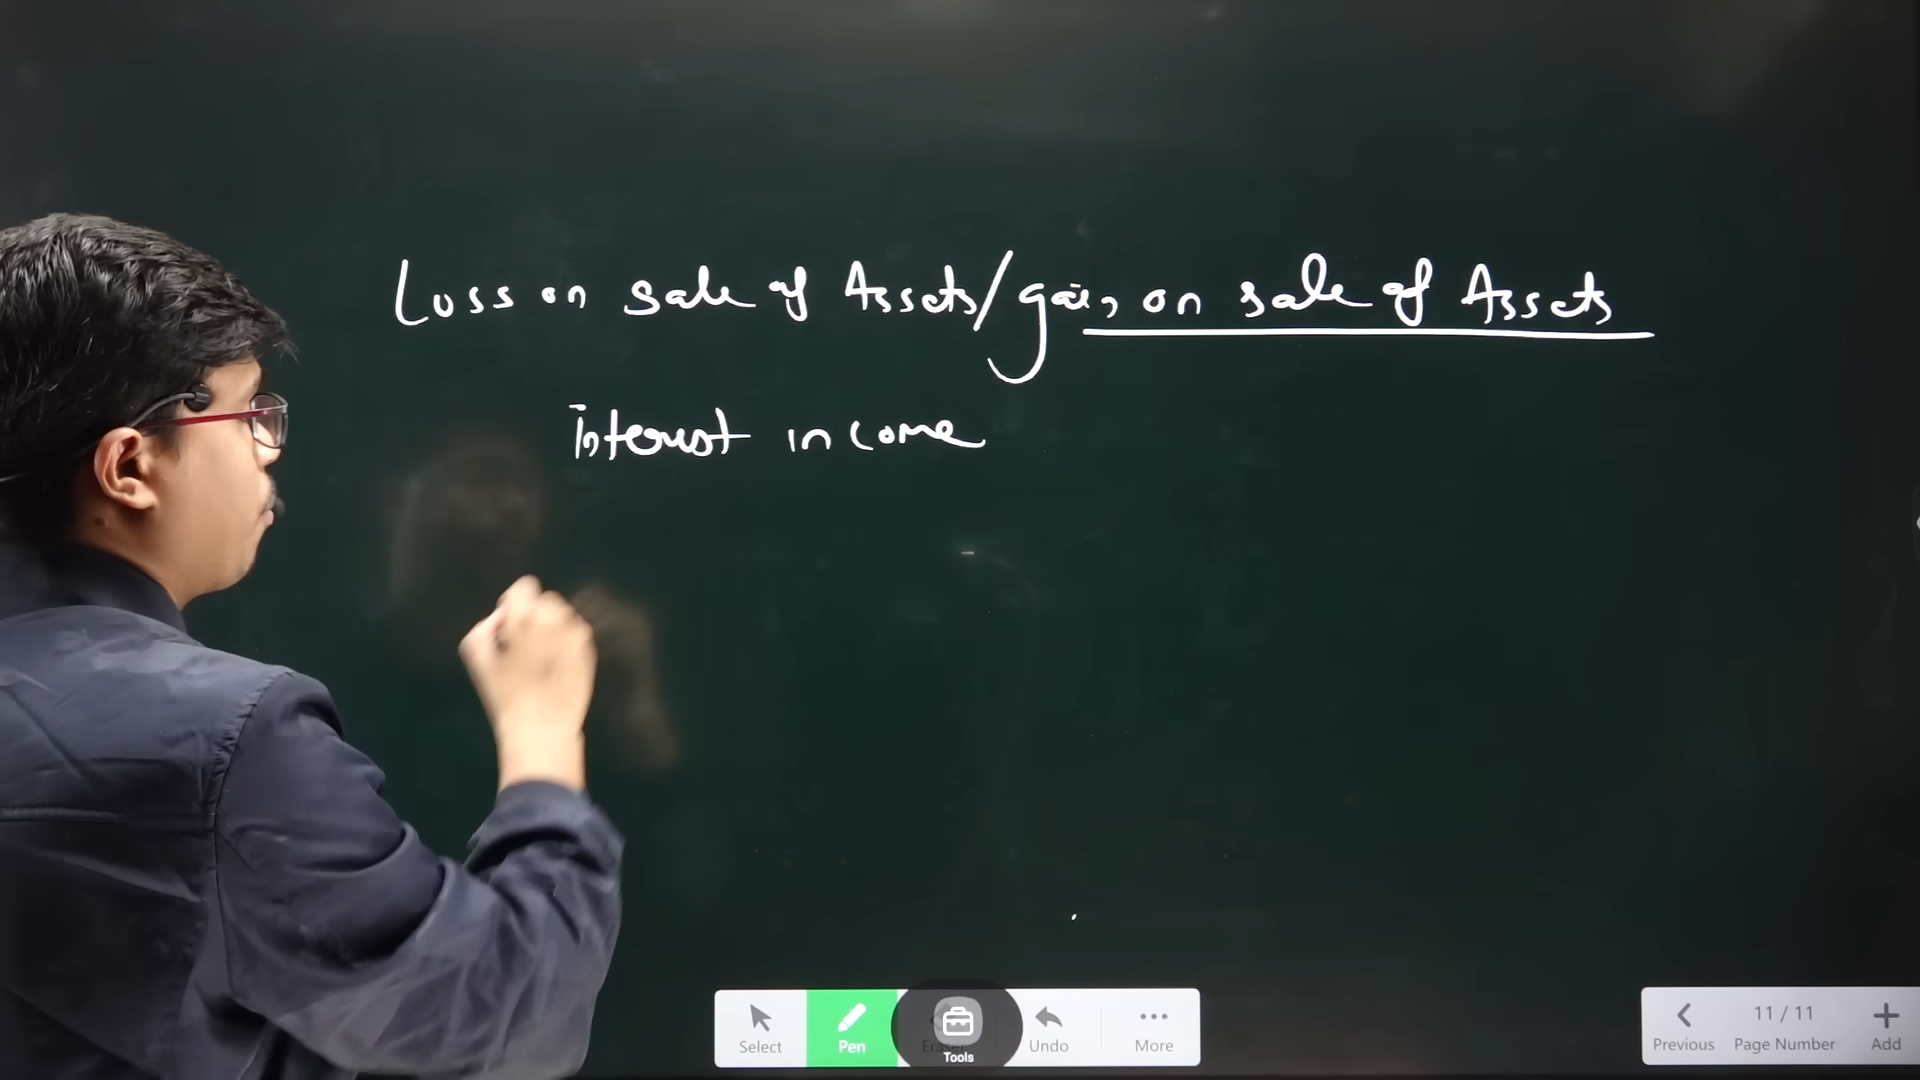 Loss on sale of Assets/gain on sale of Assets
Interest income
Select
Pen
Eraser
Tools
Undo
More
Previous
11 / 11
Page Number
Add